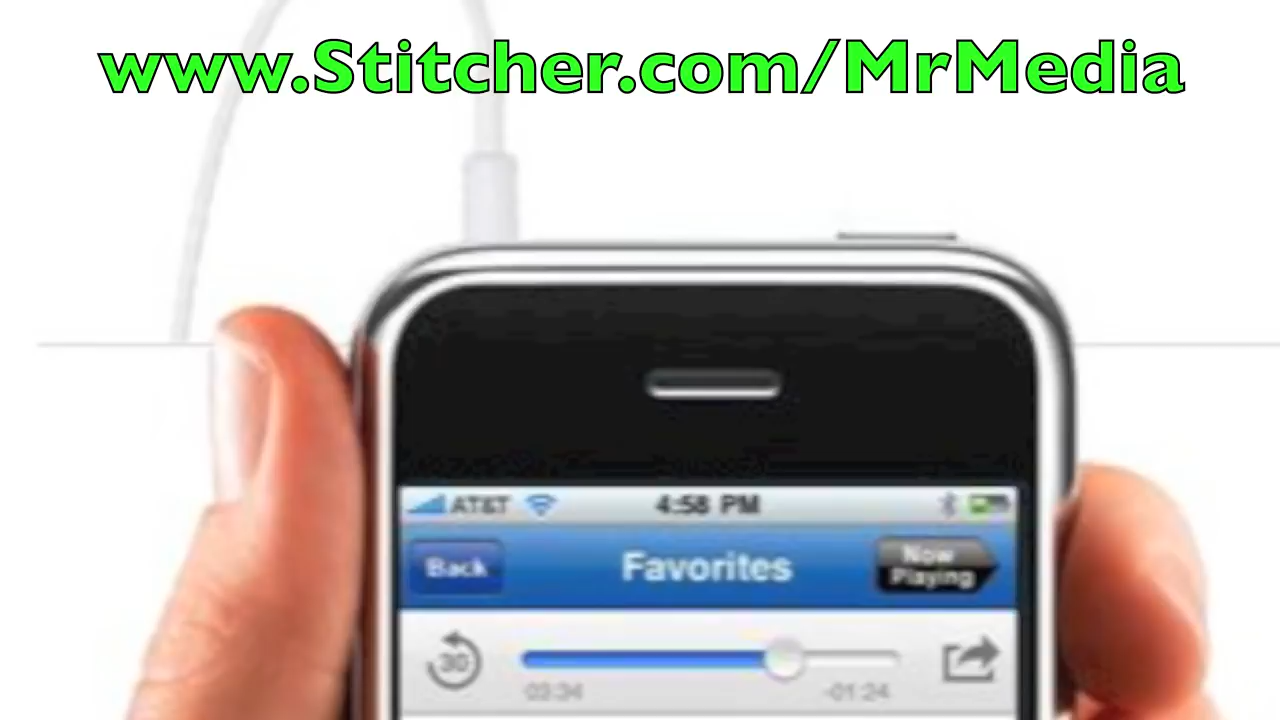 www.Stitcher.com/MrMedia
AT&T 4:58 PM
Back Favorites Now Playing
30
03:34 -01:24